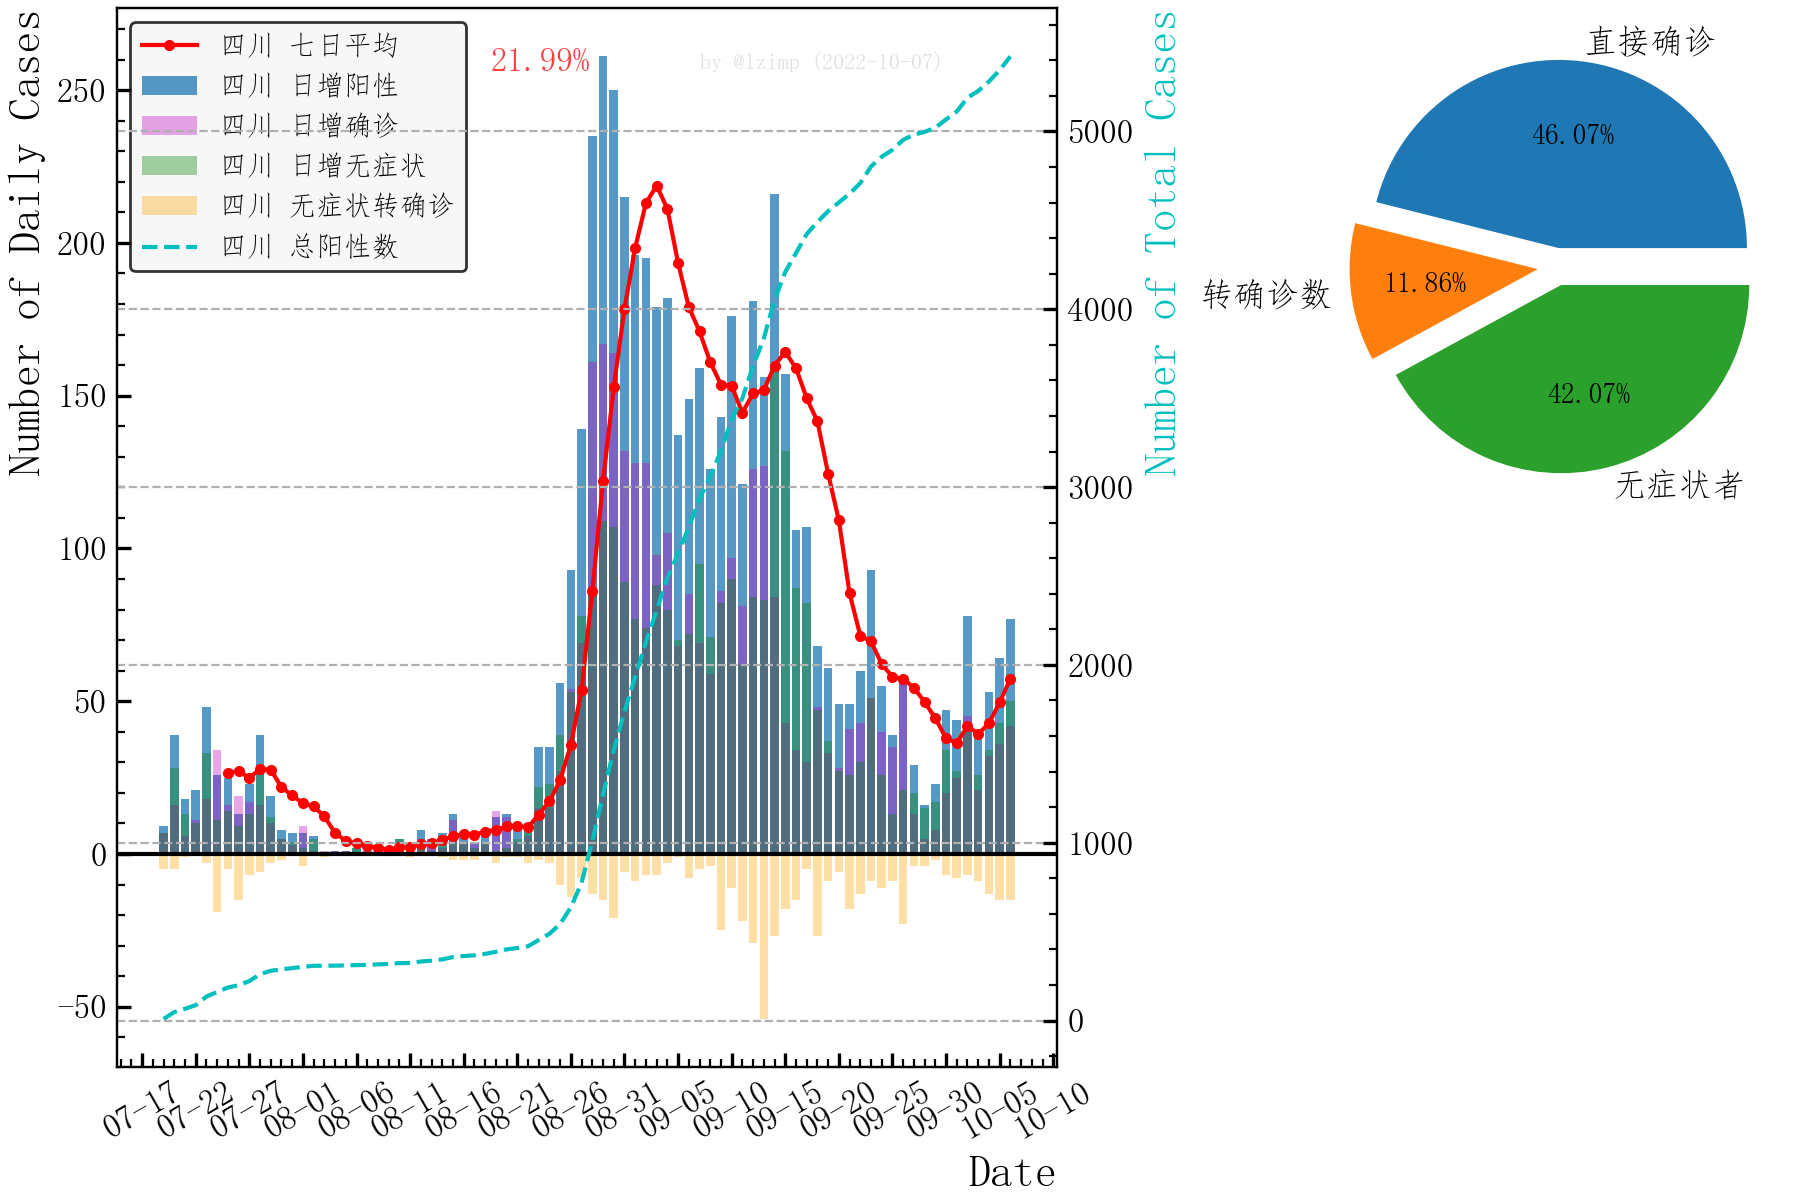 Number of Daily Cases
250
200
150
100
50
0
−50
四川 七日平均
四川 日增阳性
四川 日增确诊
四川 日增无症状
四川 无症状转确诊
四川 总阳性数
21.99%
by @lzimp (2022-10-07)
5000
4000
3000
2000
1000
0
Number of Total Cases
07-17
07-22
07-27
08-01
08-06
08-11
08-16
08-21
08-26
08-31
09-05
09-10
09-15
09-20
09-25
09-30
10-05
10-10
Date
直接确诊
46.07%
转确诊数
11.86%
42.07%
无症状者